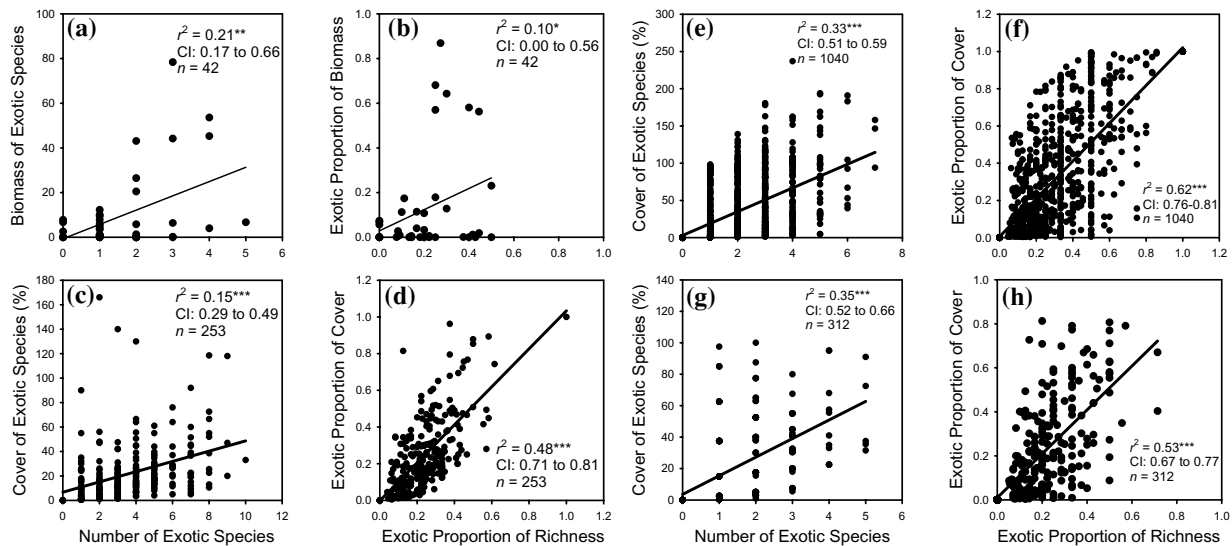 (a)
r² = 0.21**
CI: 0.17 to 0.66
n = 42
Biomass of Exotic Species
100
80
60
40
20
0
0 1 2 3 4 5 6
(b)
r² = 0.10*
CI: 0.00 to 0.56
n = 42
Exotic Proportion of Biomass
1.0
0.8
0.6
0.4
0.2
0.0
0.0 0.2 0.4 0.6 0.8 1.0
(e)
r² = 0.33***
CI: 0.51 to 0.59
n = 1040
Cover of Exotic Species (%)
300
250
200
150
100
50
0
0 2 4 6 8
(f)
r² = 0.62***
CI: 0.76-0.81
n = 1040
Exotic Proportion of Cover
1.2
1.0
0.8
0.6
0.4
0.2
0.0
0.0 0.2 0.4 0.6 0.8 1.0 1.2
(c)
r² = 0.15***
CI: 0.29 to 0.49
n = 253
Cover of Exotic Species (%)
180
160
140
120
100
80
60
40
20
0
0 2 4 6 8 10 12
Number of Exotic Species
(d)
r² = 0.48***
CI: 0.71 to 0.81
n = 253
Exotic Proportion of Cover
1.2
1.0
0.8
0.6
0.4
0.2
0.0
0.0 0.2 0.4 0.6 0.8 1.0 1.2
Exotic Proportion of Richness
(g)
r² = 0.35***
CI: 0.52 to 0.66
n = 312
Cover of Exotic Species (%)
140
120
100
80
60
40
20
0
0 1 2 3 4 5 6
Number of Exotic Species
(h)
r² = 0.53***
CI: 0.67 to 0.77
n = 312
Exotic Proportion of Cover
1.0
0.8
0.6
0.4
0.2
0.0
0.0 0.2 0.4 0.6 0.8 1.0
Exotic Proportion of Richness